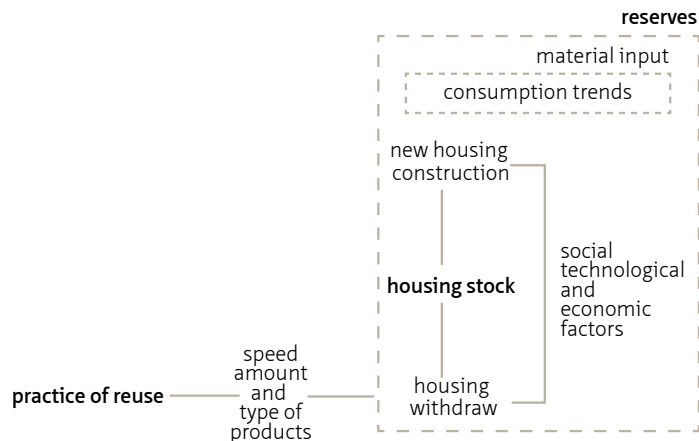 reserves
material input
consumption trends
new housing
construction
social
technological
and
economic
factors
housing stock
speed
amount
and
type of
products
practice of reuse
housing
withdraw